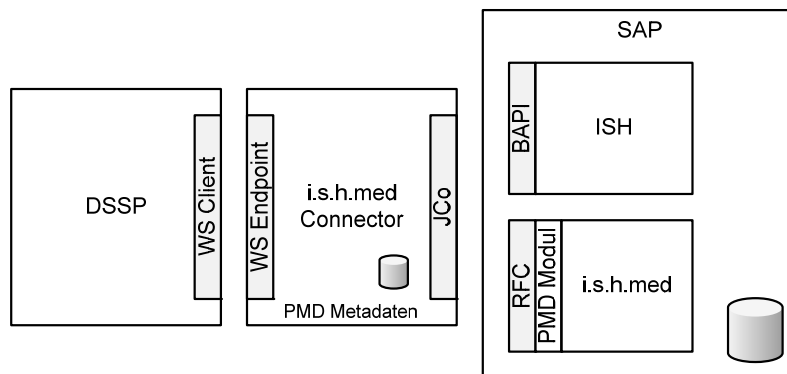 DSSP
WS Client
WS Endpoint
i.s.h.med
Connector
PMD Metadaten
JCo
SAP
BAPI
ISH
RFC
PMD Modul
i.s.h.med